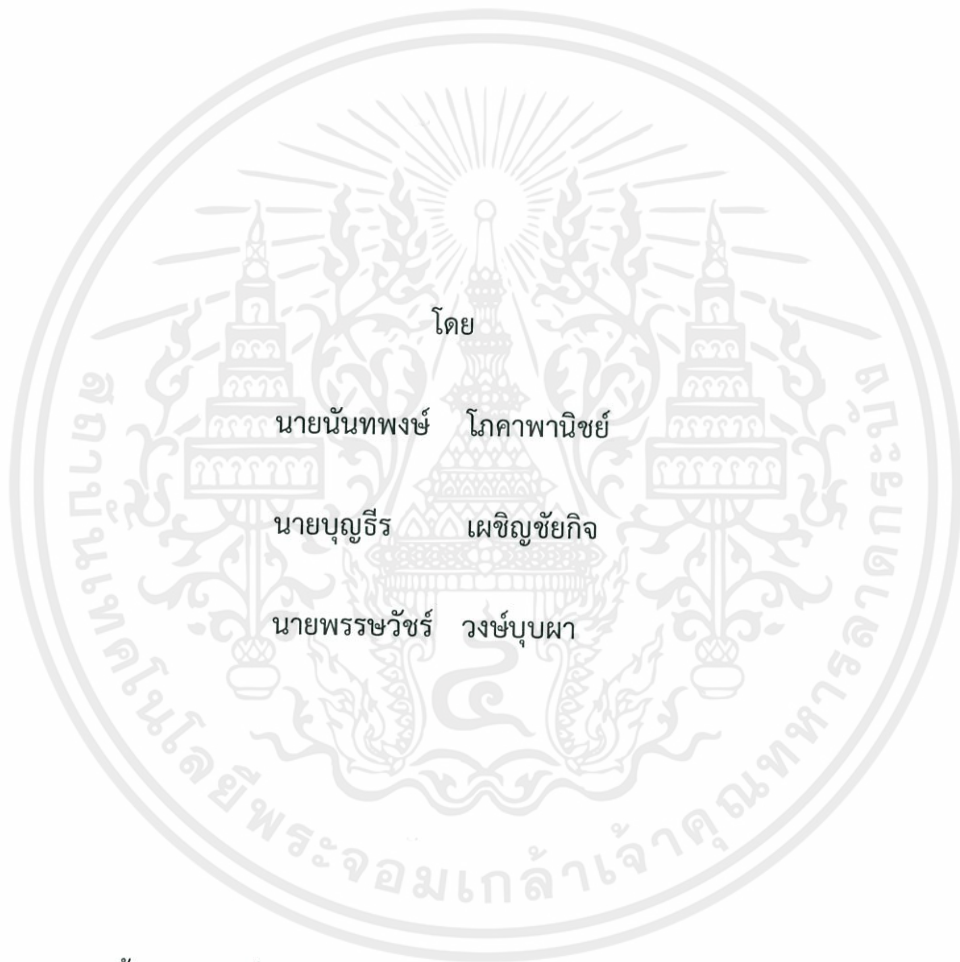 โดย
นายนันทพงษ์ โภคาพานิชย์
นายบุญธีร เผชิญชัยกิจ
นายพรรษวัชร์ วงษ์บุบผา
สถาบันเทคโนโลยีพระจอมเกล้าเจ้าคุณทหารลาดกระบัง